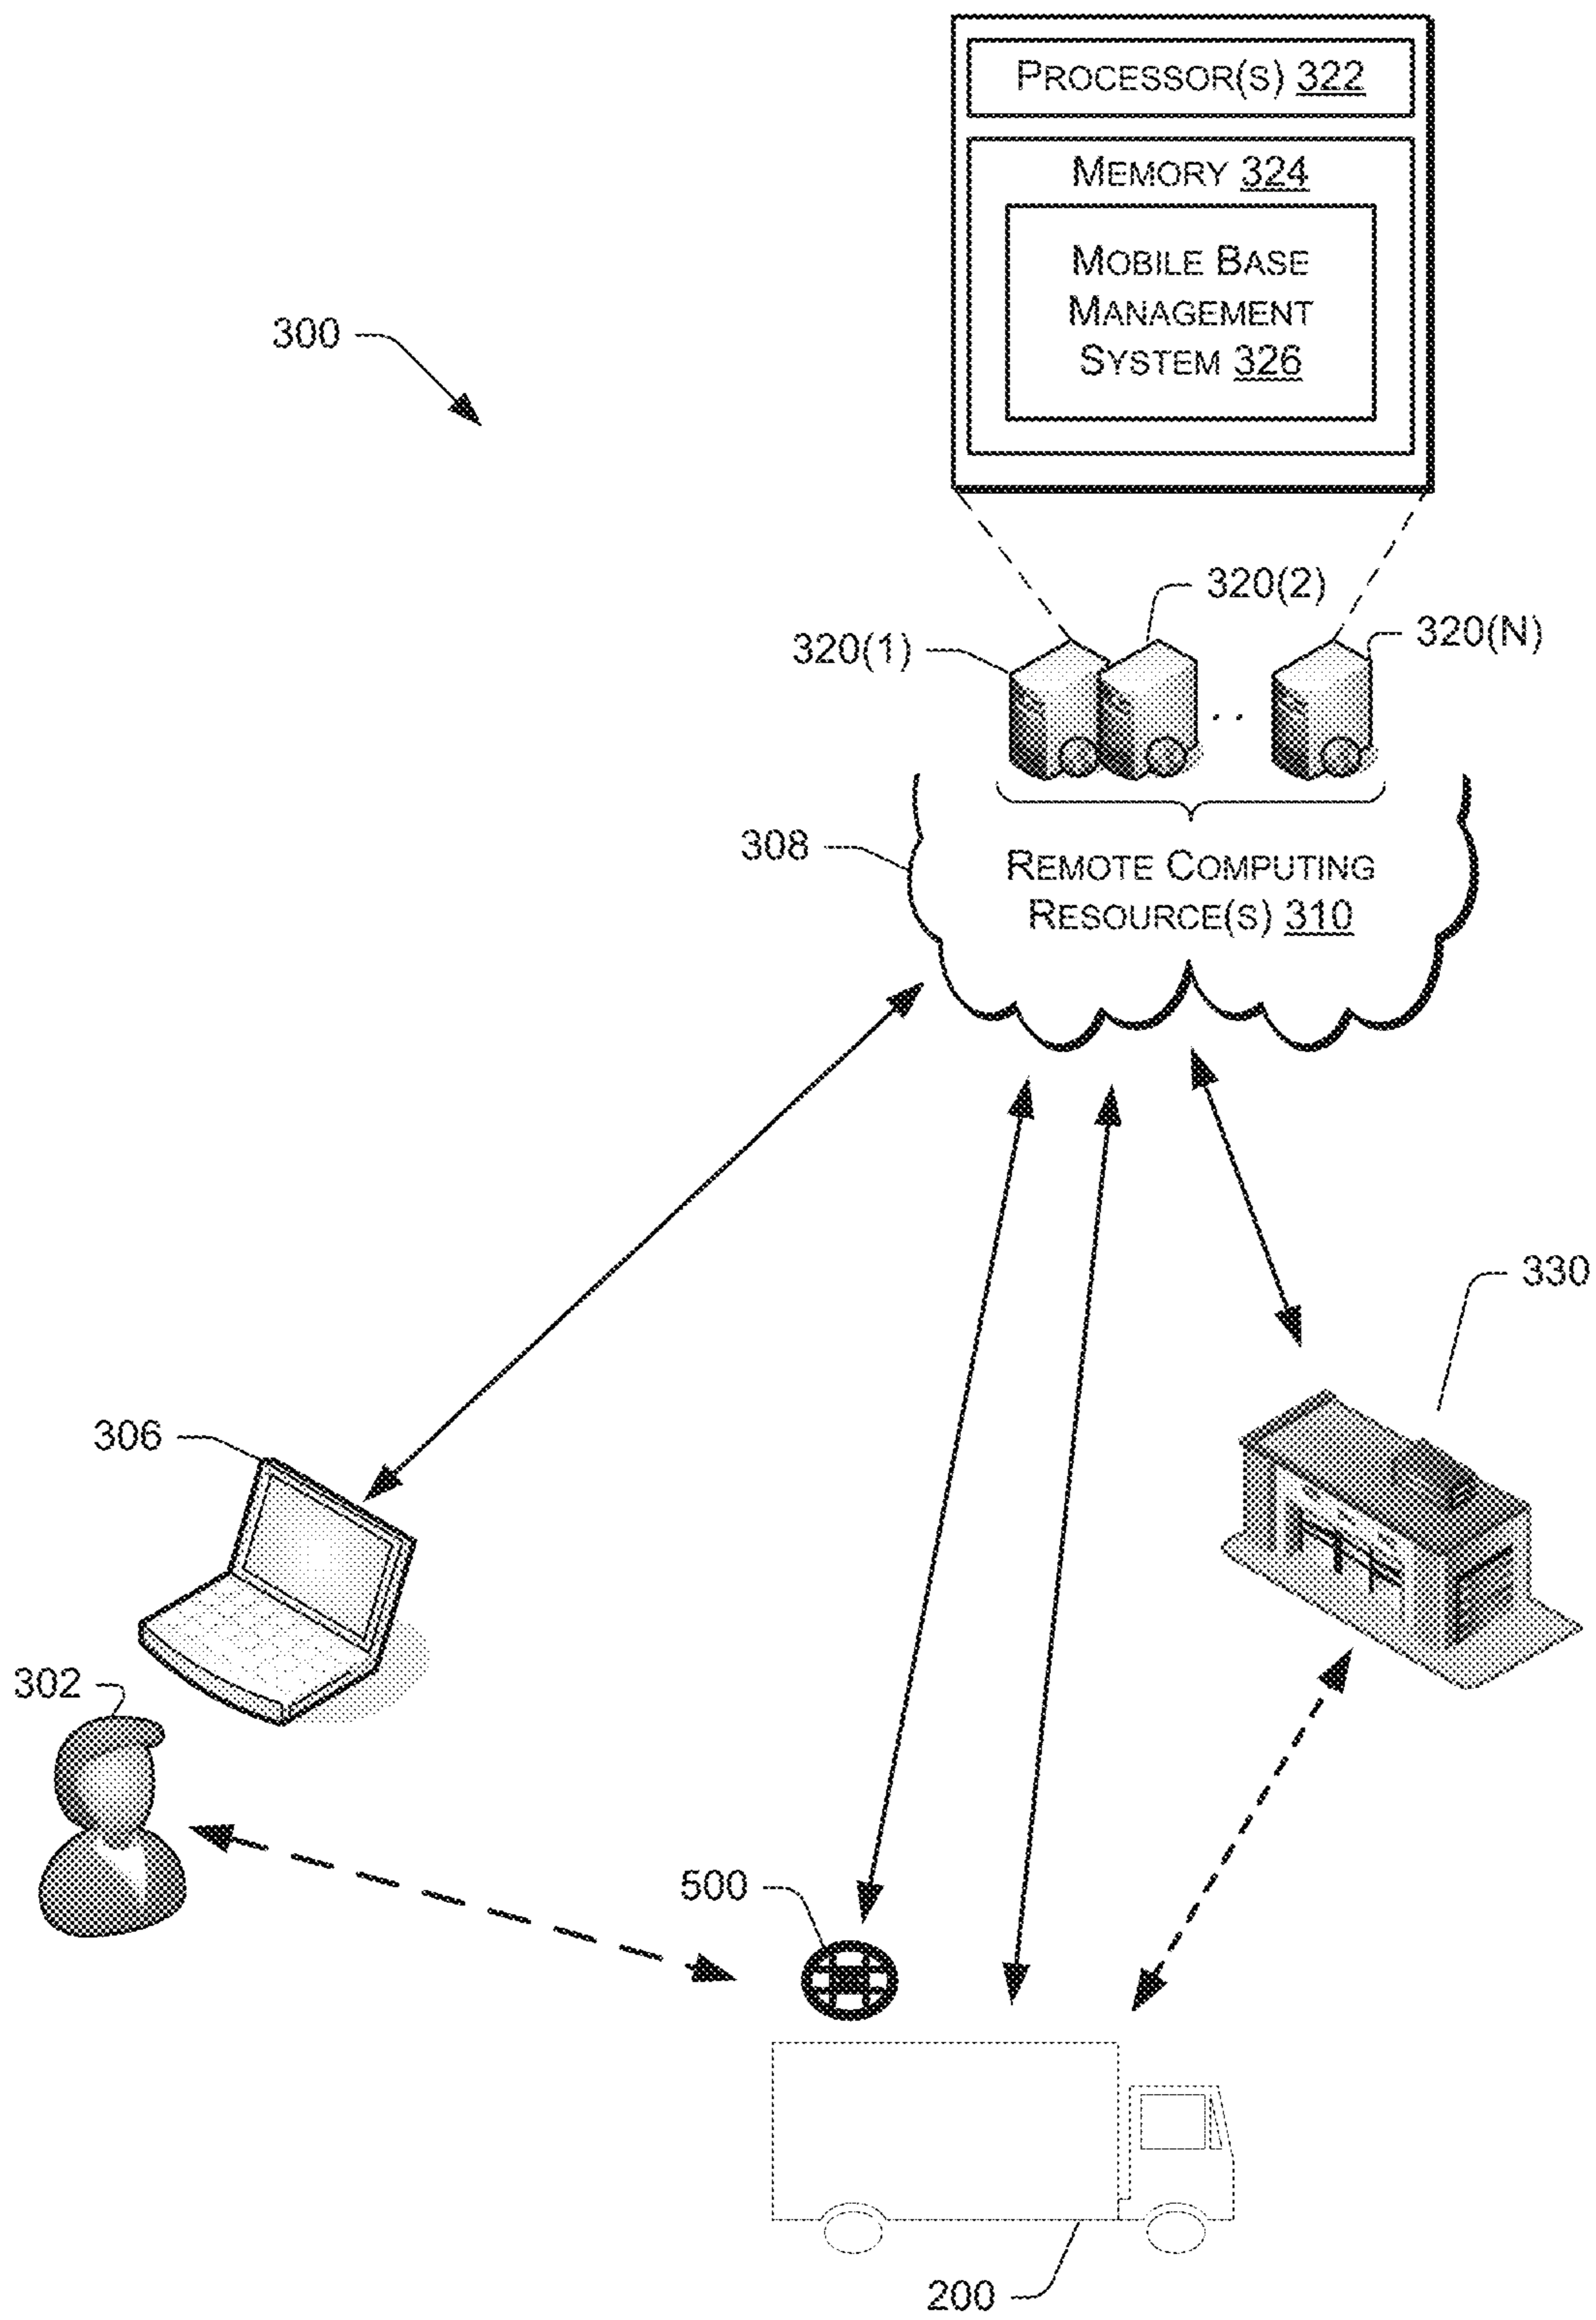 PROCESSOR(S) 322
MEMORY 324
MOBILE BASE
MANAGEMENT
SYSTEM 326
300
320(2)
320(1)
320(N)
308
REMOTE COMPUTING
RESOURCE(S) 310
330
306
302
500
200